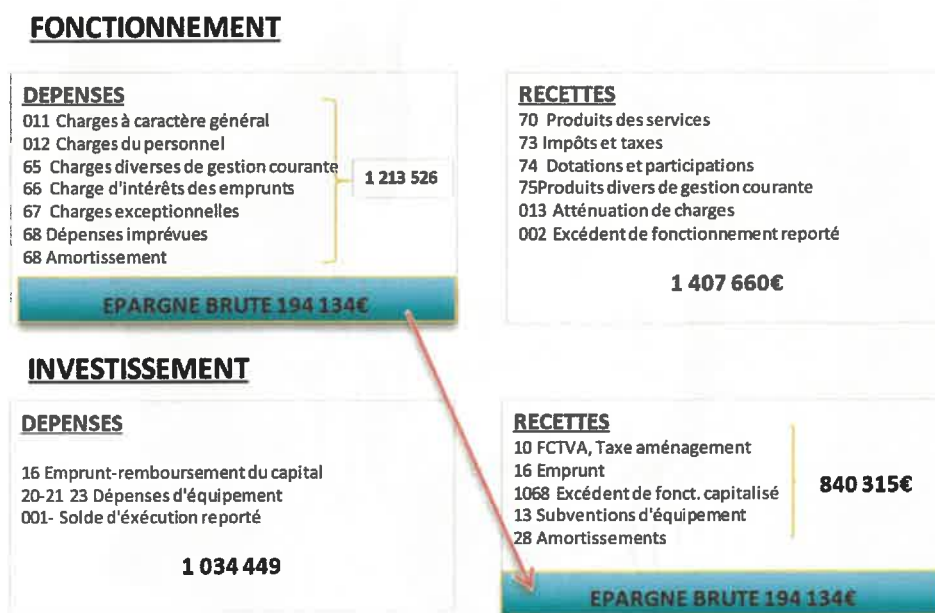 FONCTIONNEMENT
DEPENSES
011 Charges à caractère général
012 Charges du personnel
65 Charges diverses de gestion courante
66 Charge d'intérêts des emprunts
67 Charges exceptionnelles
68 Dépenses imprévues
68 Amortissement
1 213 526
EPARGNE BRUTE 194 134€
RECETTES
70 Produits des services
73 Impôts et taxes
74 Dotations et participations
75Produits divers de gestion courante
013 Atténuation de charges
002 Excédent de fonctionnement reporté
1 407 660€
INVESTISSEMENT
DEPENSES
16 Emprunt-remboursement du capital
20-21 23 Dépenses d'équipement
001- Solde d'éxécution reporté
1 034 449
RECETTES
10 FCTVA, Taxe aménagement
16 Emprunt
1068 Excédent de fonct. capitalisé
13 Subventions d'équipement
28 Amortissements
840 315€
EPARGNE BRUTE 194 134€